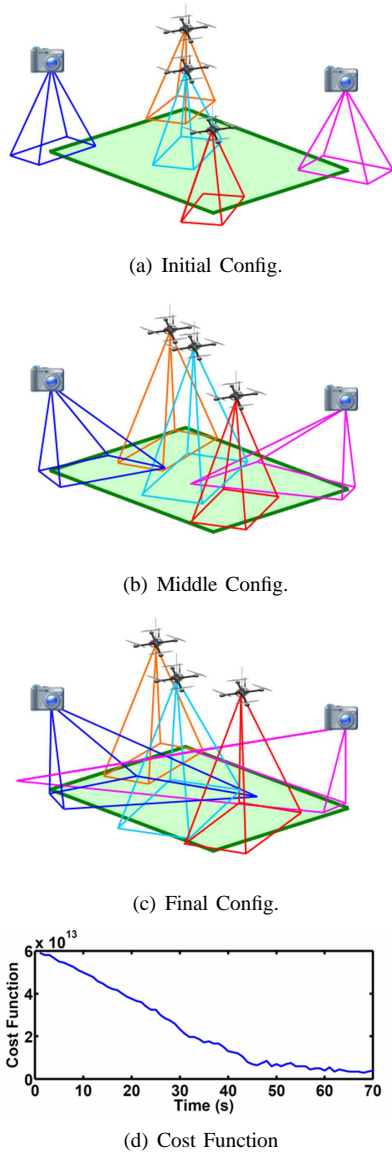 (a) Initial Config.
(b) Middle Config.
(c) Final Config.
6 x 10^13
4
2
0
Cost Function
0 10 20 30 40 50 60 70
Time (s)
(d) Cost Function